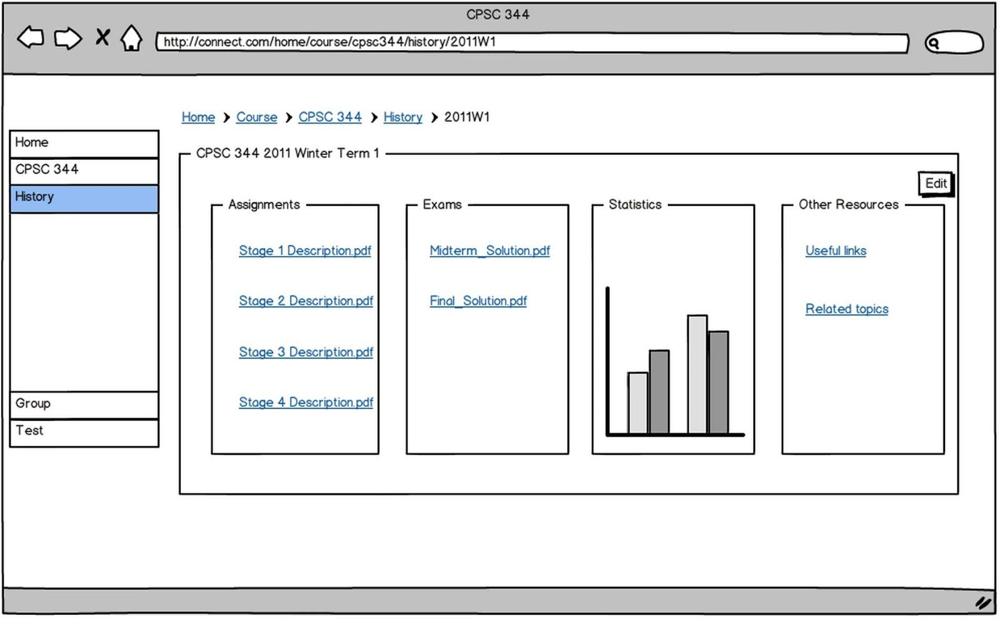 CPSC 344
http://connect.com/home/course/cpsc344/history/2011W1
Home > Course > CPSC 344 > History > 2011W1
Home
CPSC 344
History
Group
Test
CPSC 344 2011 Winter Term 1
Edit
Assignments
Stage 1 Description.pdf
Stage 2 Description.pdf
Stage 3 Description.pdf
Stage 4 Description.pdf
Exams
Midterm_Solution.pdf
Final_Solution.pdf
Statistics
Other Resources
Useful links
Related topics